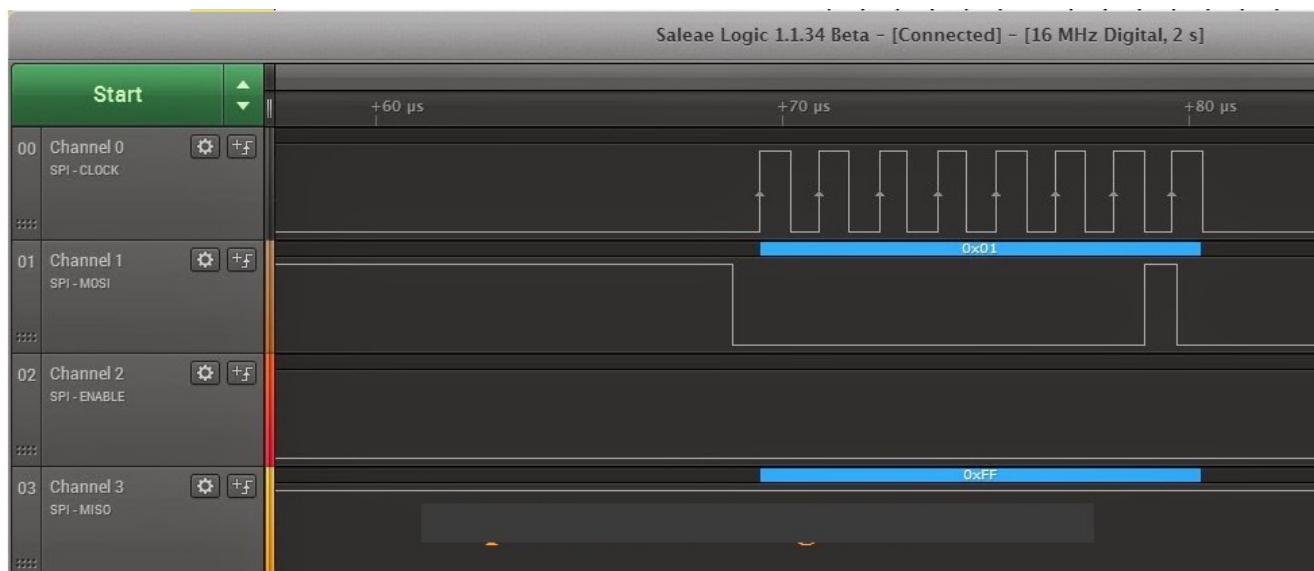 Saleae Logic 1.1.34 Beta - [Connected] - [16 MHz Digital, 2 s]
Start
+60 µs +70 µs +80 µs
00 Channel 0
SPI - CLOCK
01 Channel 1
SPI - MOSI
0x01
02 Channel 2
SPI - ENABLE
03 Channel 3
SPI - MISO
0xFF